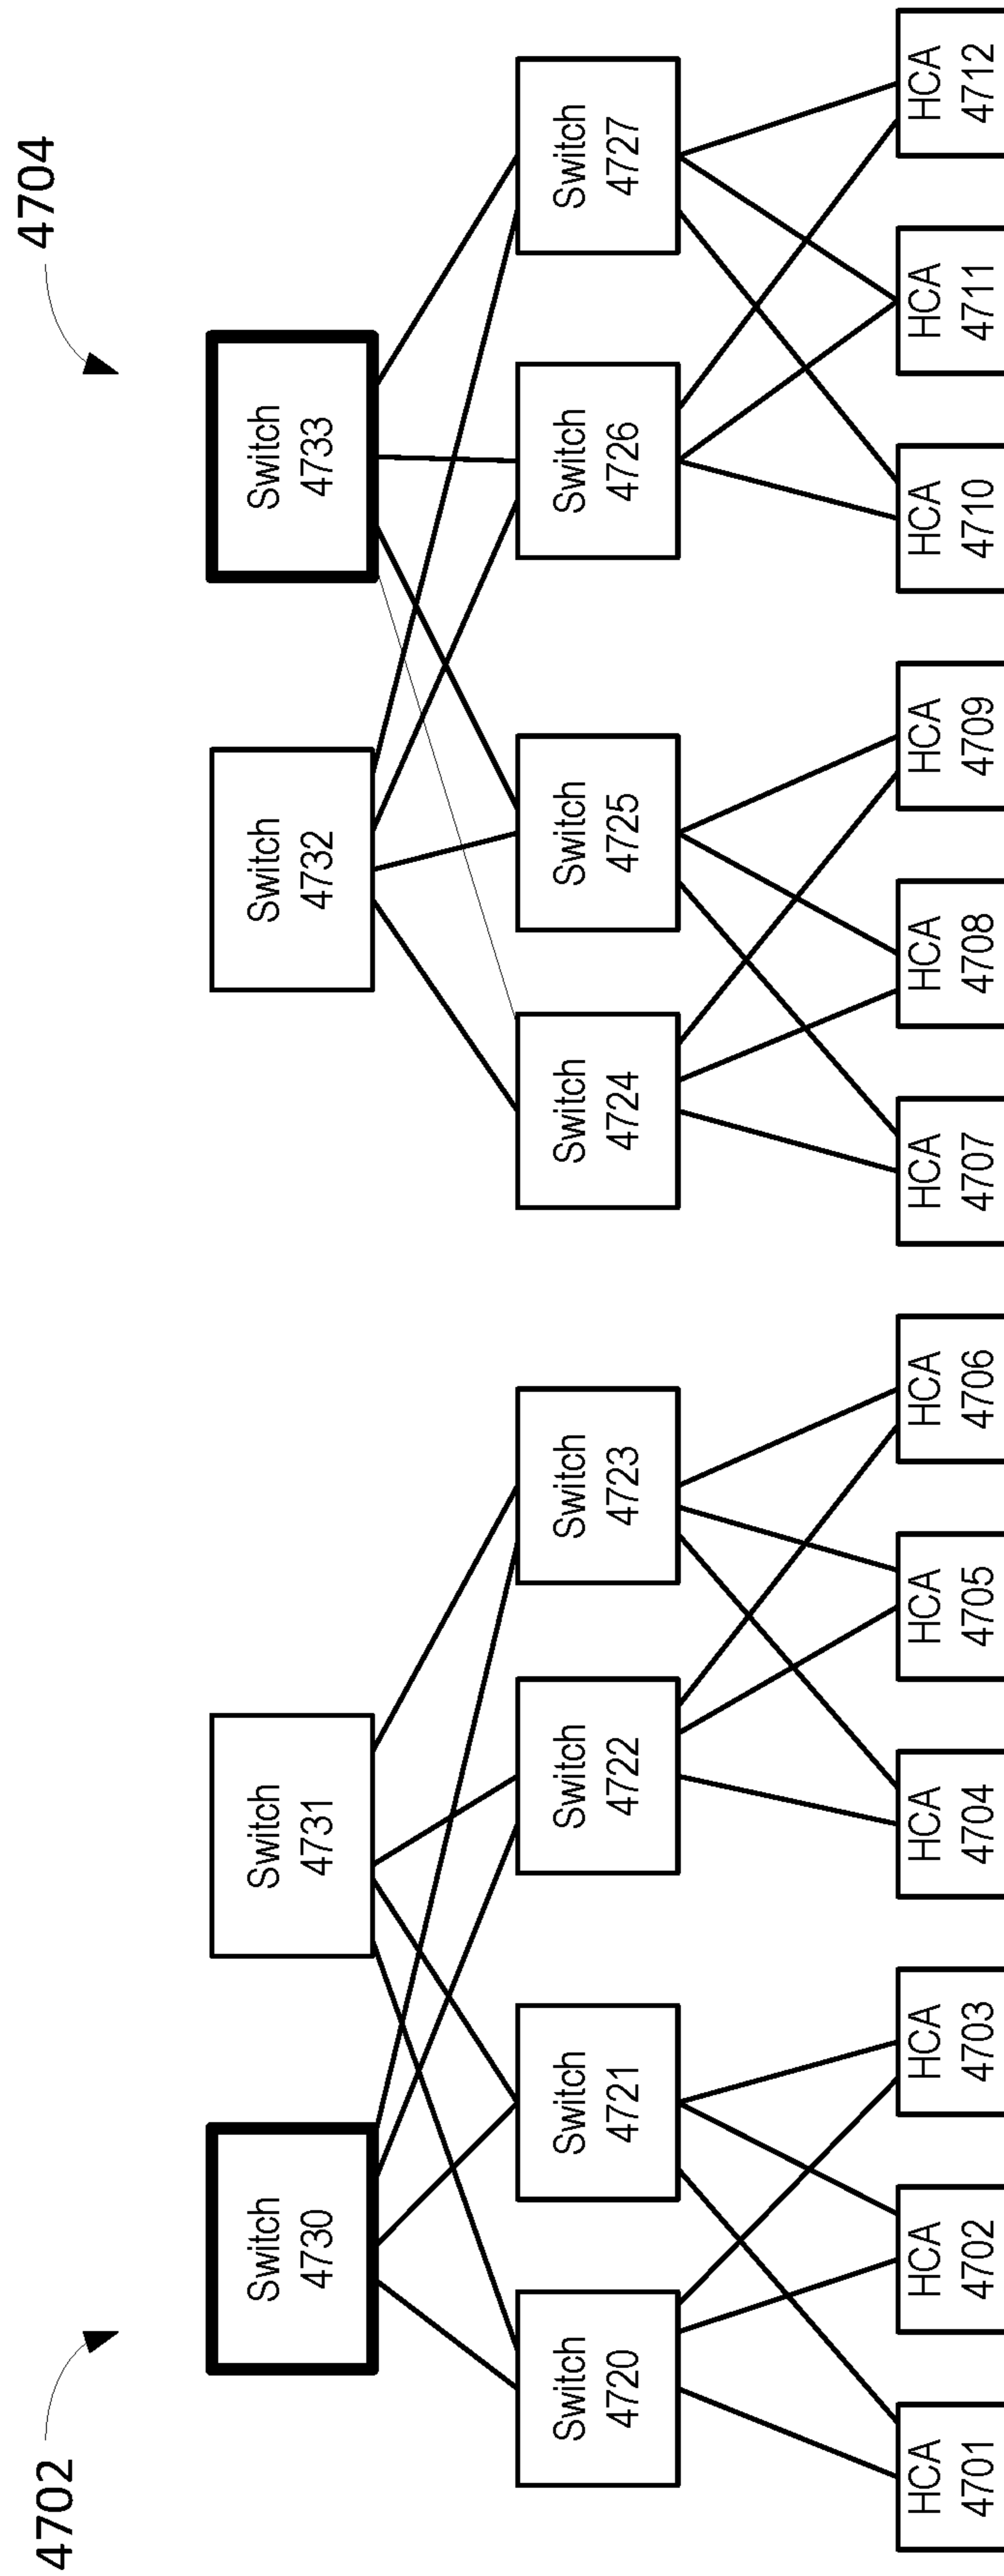 4702
4704
Switch
4730
Switch
4731
Switch
4732
Switch
4733
Switch
4720
Switch
4721
Switch
4722
Switch
4723
Switch
4724
Switch
4725
Switch
4726
Switch
4727
HCA
4701
HCA
4702
HCA
4703
HCA
4704
HCA
4705
HCA
4706
HCA
4707
HCA
4708
HCA
4709
HCA
4710
HCA
4711
HCA
4712